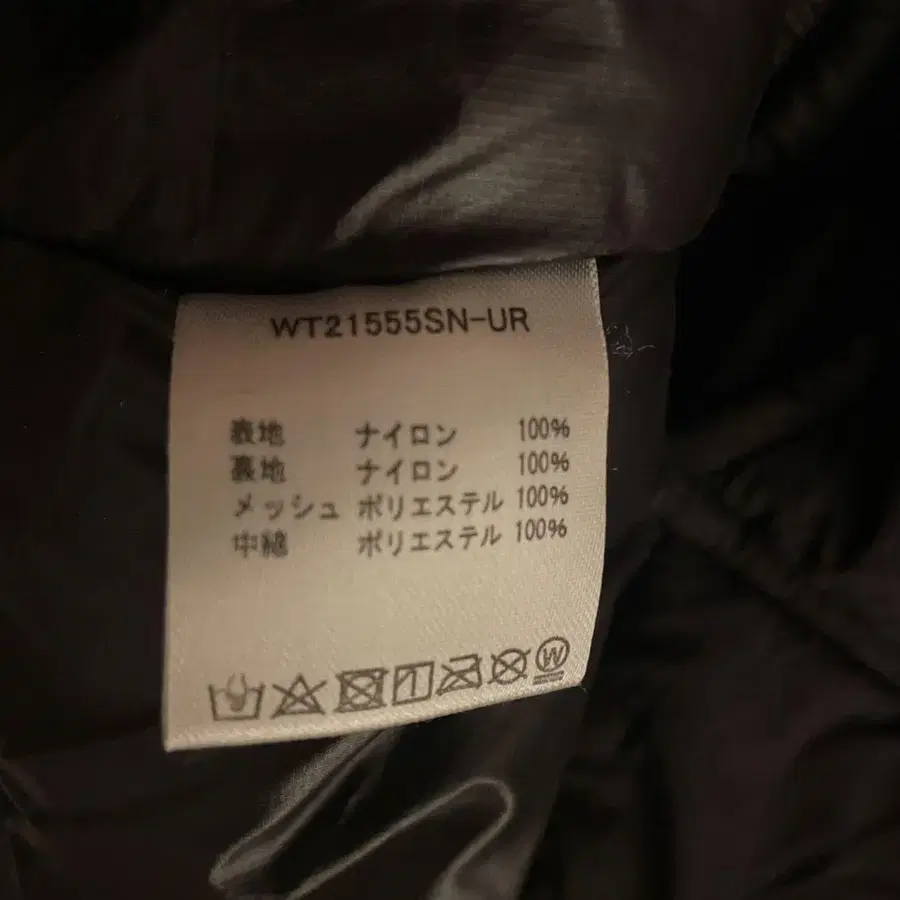 WT21555SN-UR
表地 ナイロン 100%
裏地 ナイロン 100%
メッシュ ポリエステル 100%
中綿 ポリエステル 100%
W